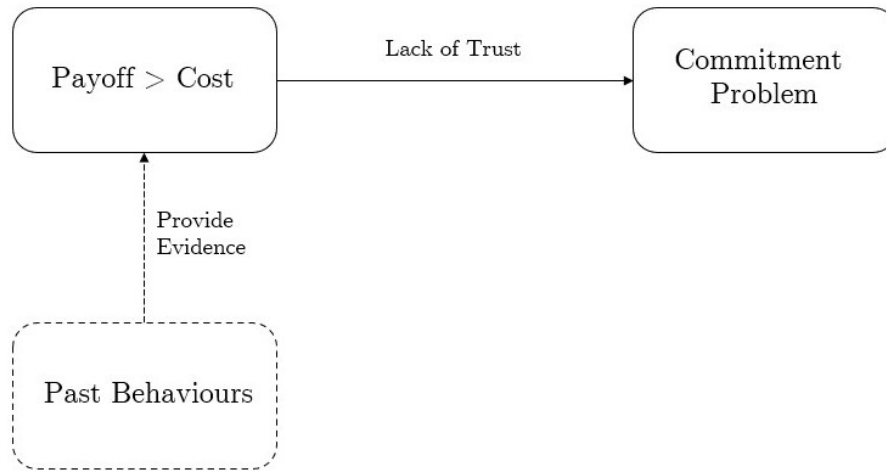 Payoff > Cost
Lack of Trust
Commitment
Problem
Provide
Evidence
Past Behaviours